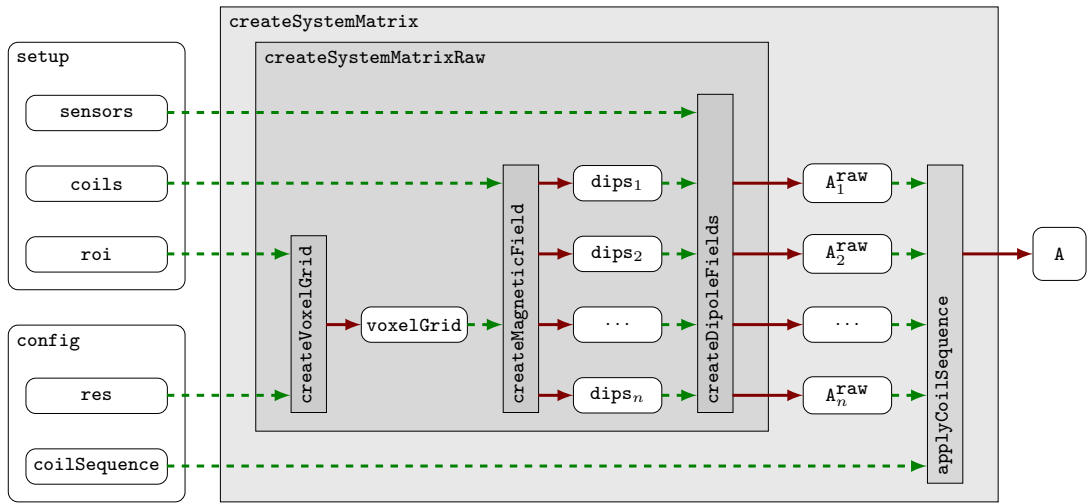 createSystemMatrix
setup
createSystemMatrixRaw
sensors
coils
dips₁
A₁ʳᵃʷ
roi
dips₂
A₂ʳᵃʷ
createVoxelGrid
voxelGrid
createMagneticField
...
createDipoleFields
...
applyCoilSequence
A
config
res
dipsₙ
Aₙʳᵃʷ
coilSequence